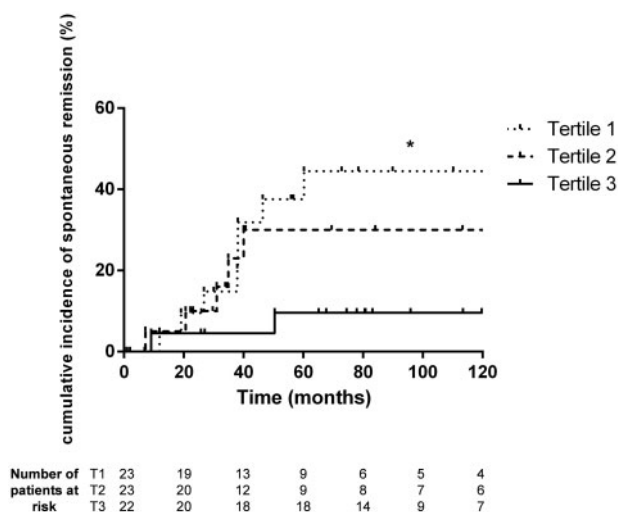 cumulative incidence of spontaneous remission (%)
60
40
20
0
*
Tertile 1
Tertile 2
Tertile 3
0 20 40 60 80 100 120
Time (months)
Number of T1 23 19 13 9 6 5 4
patients at T2 23 20 12 9 8 7 6
risk T3 22 20 18 18 14 9 7